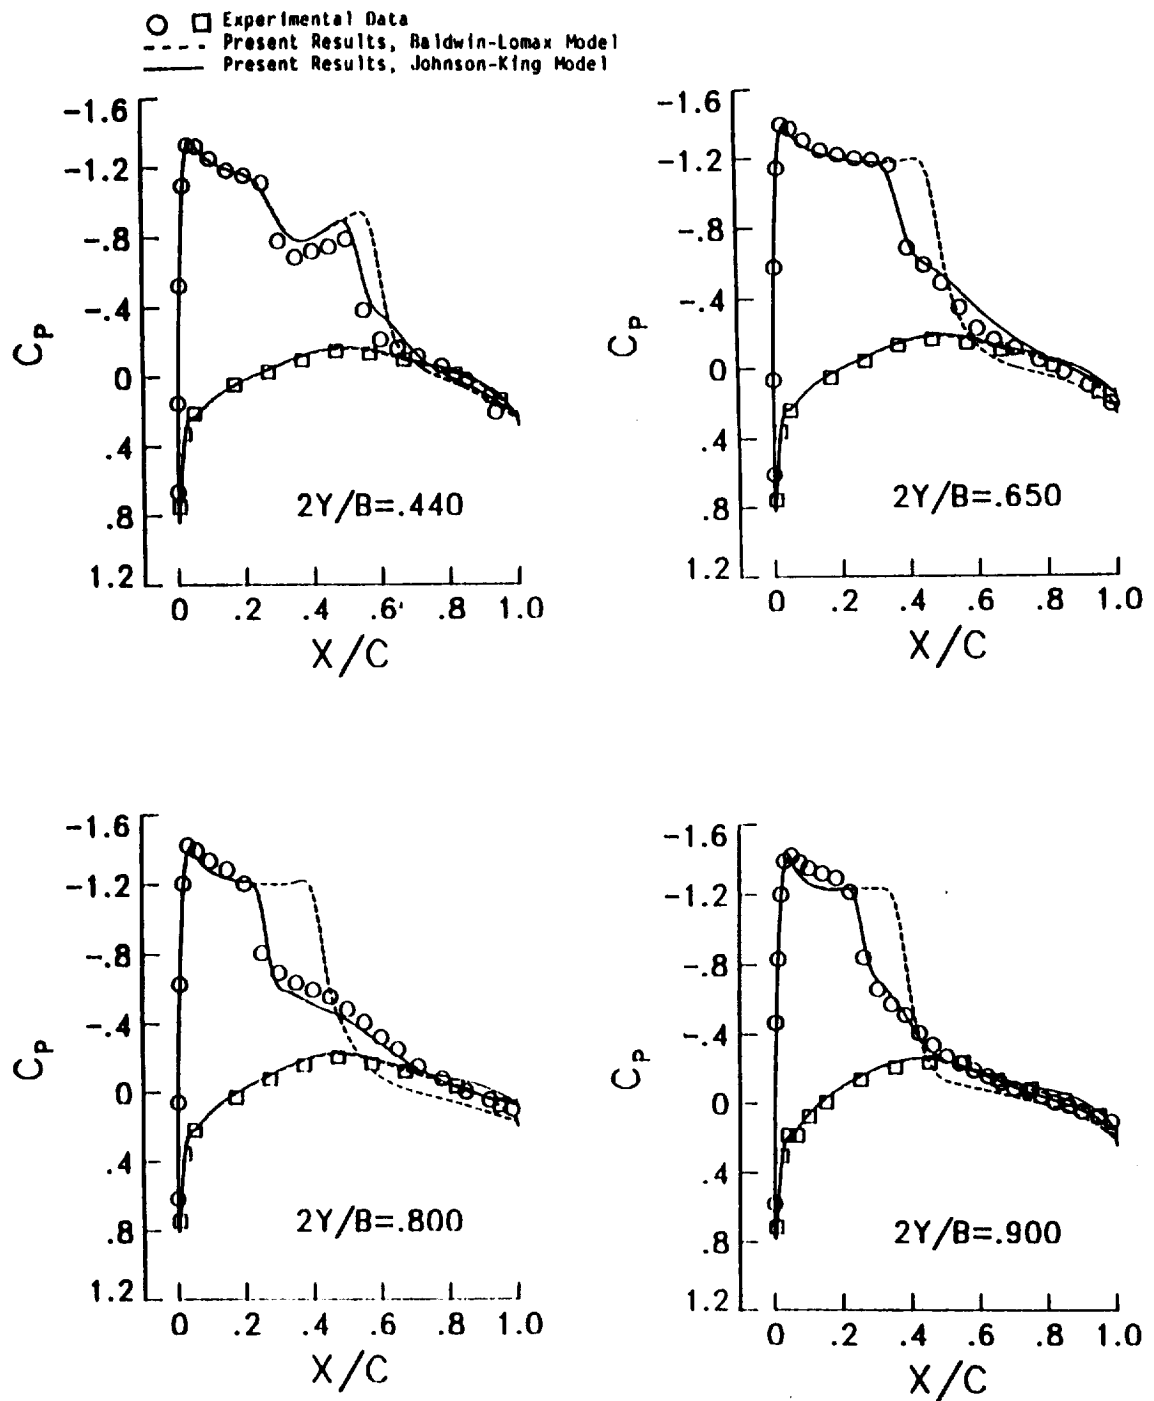 Experimental Data
Present Results, Baldwin-Lomax Model
Present Results, Johnson-King Model
-1.6
-1.2
-.8
-.4
0
.4
.8
1.2
CP
2Y/B=.440
0 .2 .4 .6 .8 1.0
X/C
-1.6
-1.2
-.8
-.4
0
.4
.8
1.2
CP
2Y/B=.650
0 .2 .4 .6 .8 1.0
X/C
-1.6
-1.2
-.8
-.4
0
.4
.8
1.2
CP
2Y/B=.800
0 .2 .4 .6 .8 1.0
X/C
-1.6
-1.2
-.8
-.4
0
.4
.8
1.2
CP
2Y/B=.900
0 .2 .4 .6 .8 1.0
X/C